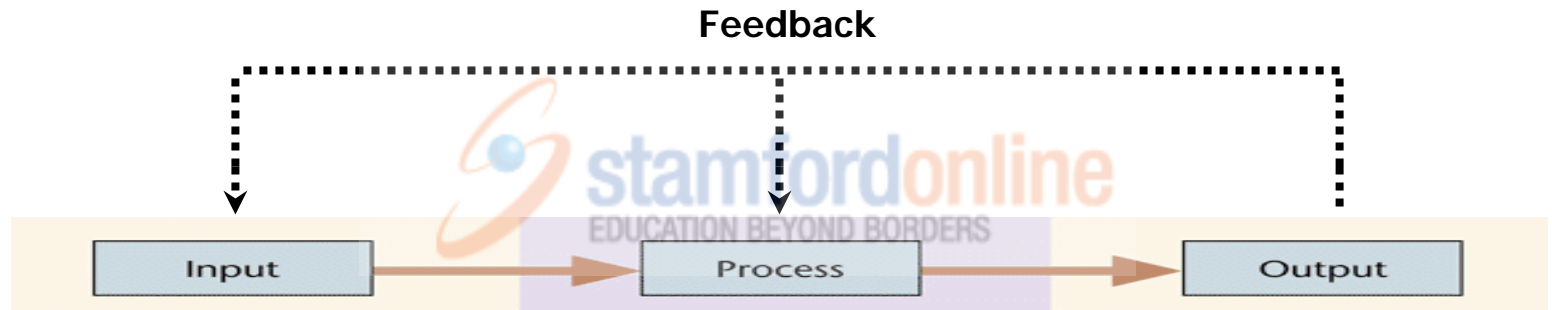 Feedback
stamfordonline
EDUCATION BEYOND BORDERS
Input Process Output